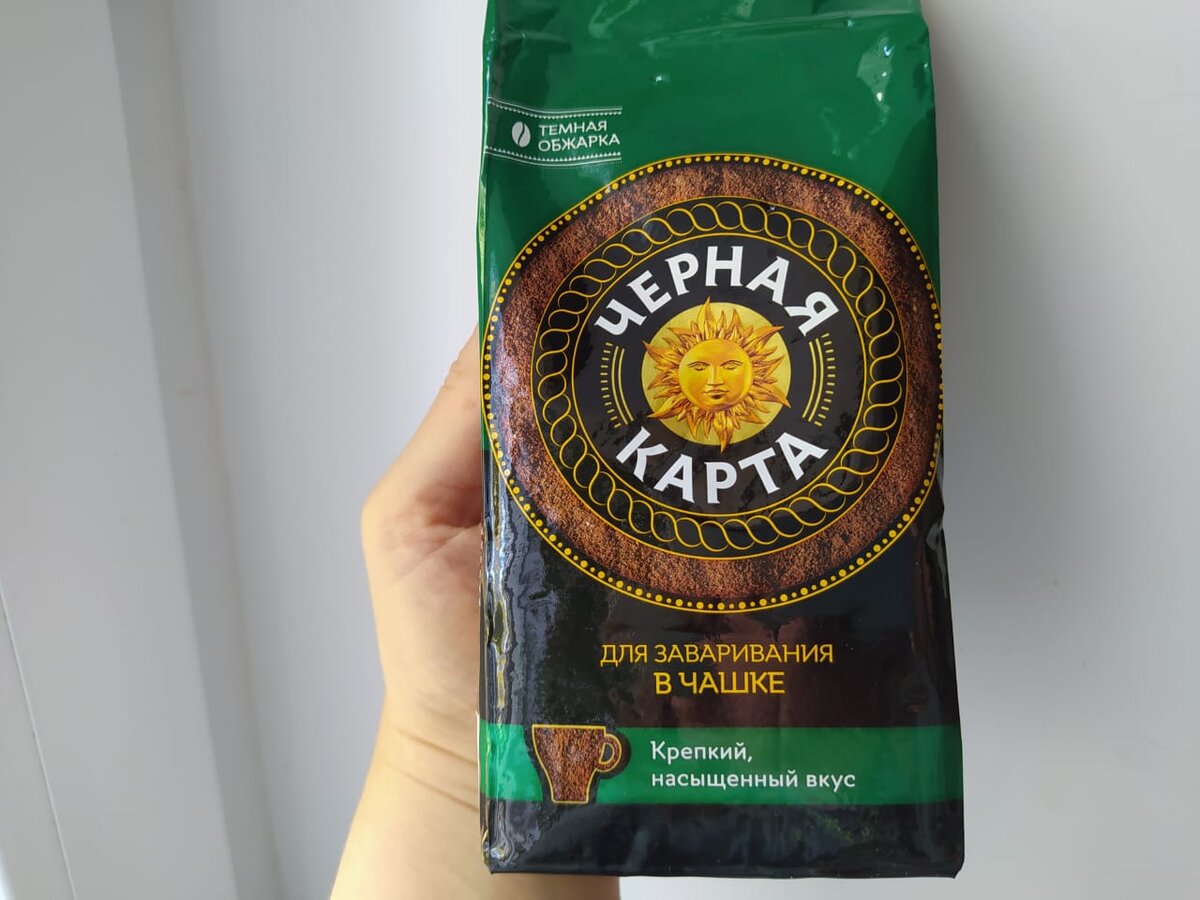 ТЕМНАЯ
ОБЖАРКА
ЧЕРНАЯ
КАРТА
ДЛЯ ЗАВАРИВАНИЯ
В ЧАШКЕ
Крепкий,
насыщенный вкус